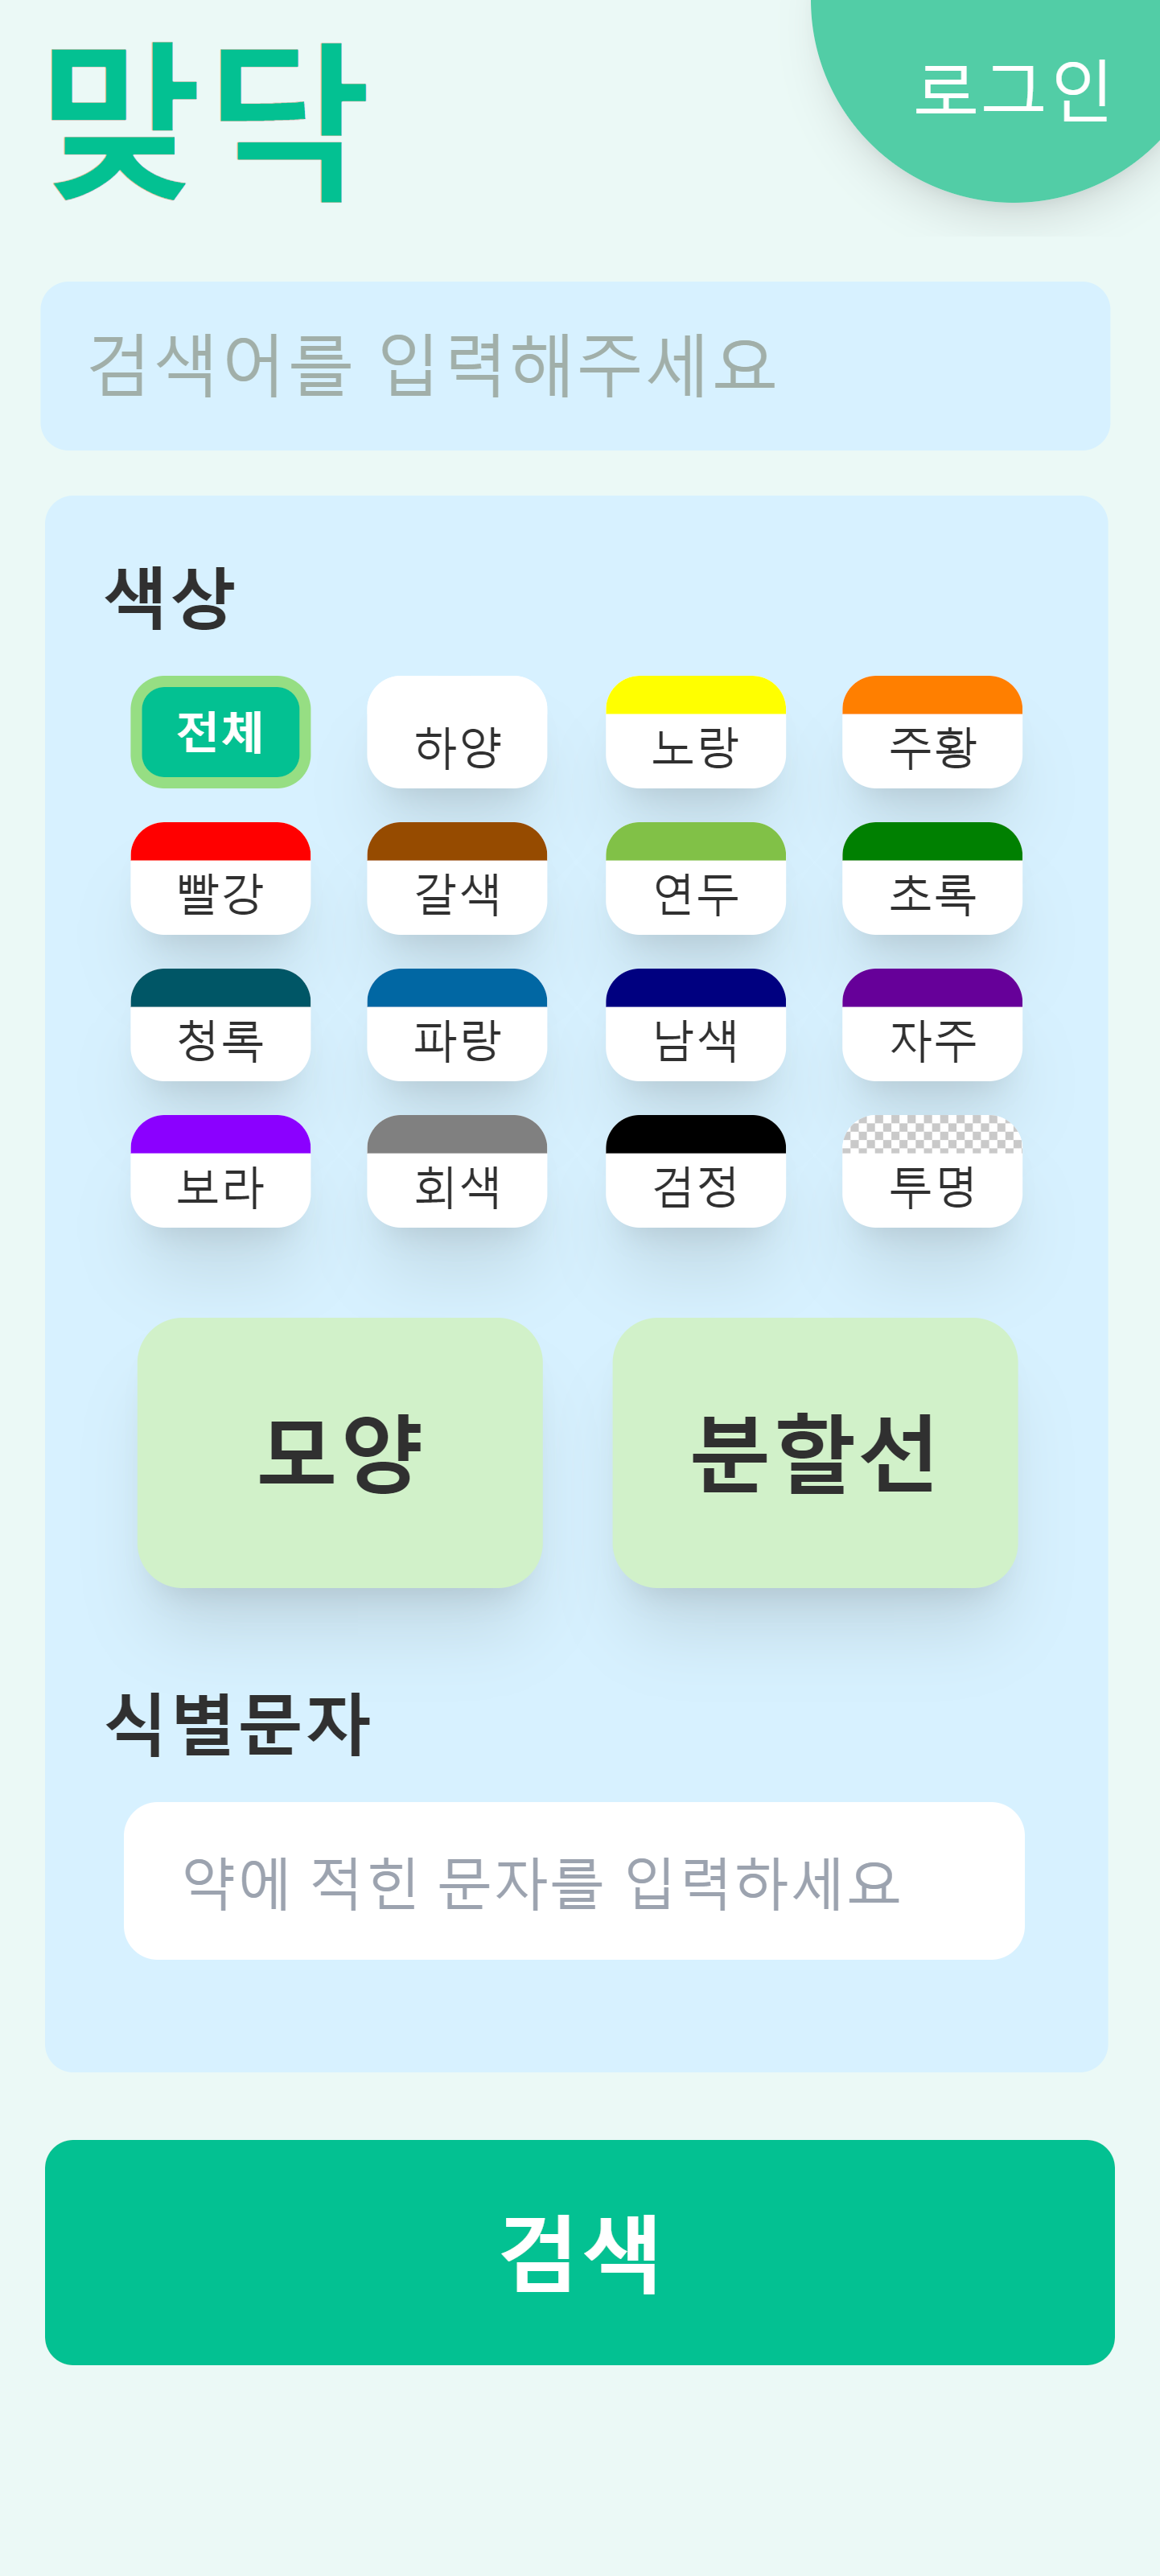 맞닥
로그인
검색어를 입력해주세요
색상
전체 하양 노랑 주황
빨강 갈색 연두 초록
청록 파랑 남색 자주
보라 회색 검정 투명
모양 분할선
식별문자
약에 적힌 문자를 입력하세요
검색